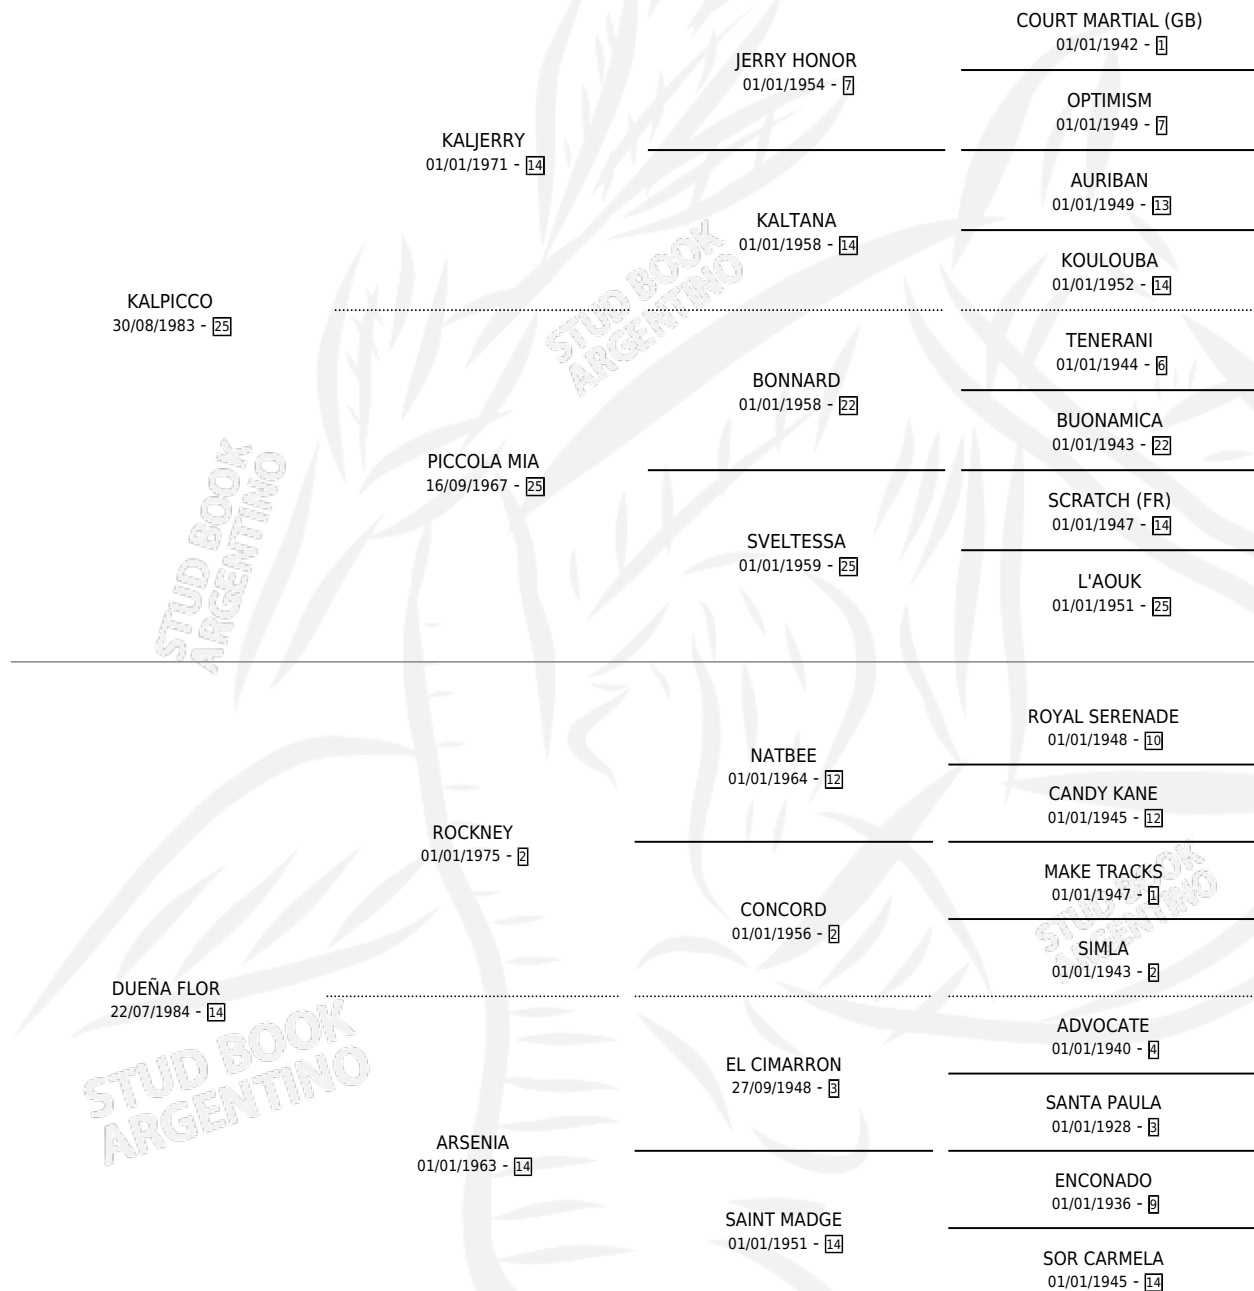 COURT MARTIAL (GB)
01/01/1942 - 1
JERRY HONOR
01/01/1954 - 7
OPTIMISM
01/01/1949 - 7
KALJERRY
01/01/1971 - 14
AURIBAN
01/01/1949 - 13
KALTANA
01/01/1958 - 14
KOULOUBA
01/01/1952 - 14
KALPICCO
30/08/1983 - 25
TENERANI
01/01/1944 - 6
BONNARD
01/01/1958 - 22
BUONAMICA
01/01/1943 - 22
PICCOLA MIA
16/09/1967 - 25
SCRATCH (FR)
01/01/1947 - 14
SVELTESSA
01/01/1959 - 25
L'AOUK
01/01/1951 - 25
ROYAL SERENADE
01/01/1948 - 10
NATBEE
01/01/1964 - 12
CANDY KANE
01/01/1945 - 12
ROCKNEY
01/01/1975 - 2
MAKE TRACKS
01/01/1947 - 1
CONCORD
01/01/1956 - 2
SIMLA
01/01/1943 - 2
DUEÑA FLOR
22/07/1984 - 14
ADVOCATE
01/01/1940 - 4
EL CIMARRON
27/09/1948 - 3
SANTA PAULA
01/01/1928 - 3
ARSENIA
01/01/1963 - 14
ENCONADO
01/01/1936 - 9
SAINT MADGE
01/01/1951 - 14
SOR CARMELA
01/01/1945 - 14
STUD BOOK
ARGENTINO
STUD BOOK
ARGENTINO
STUD BOOK
ARGENTINO
STUD BOOK
ARGENTINO